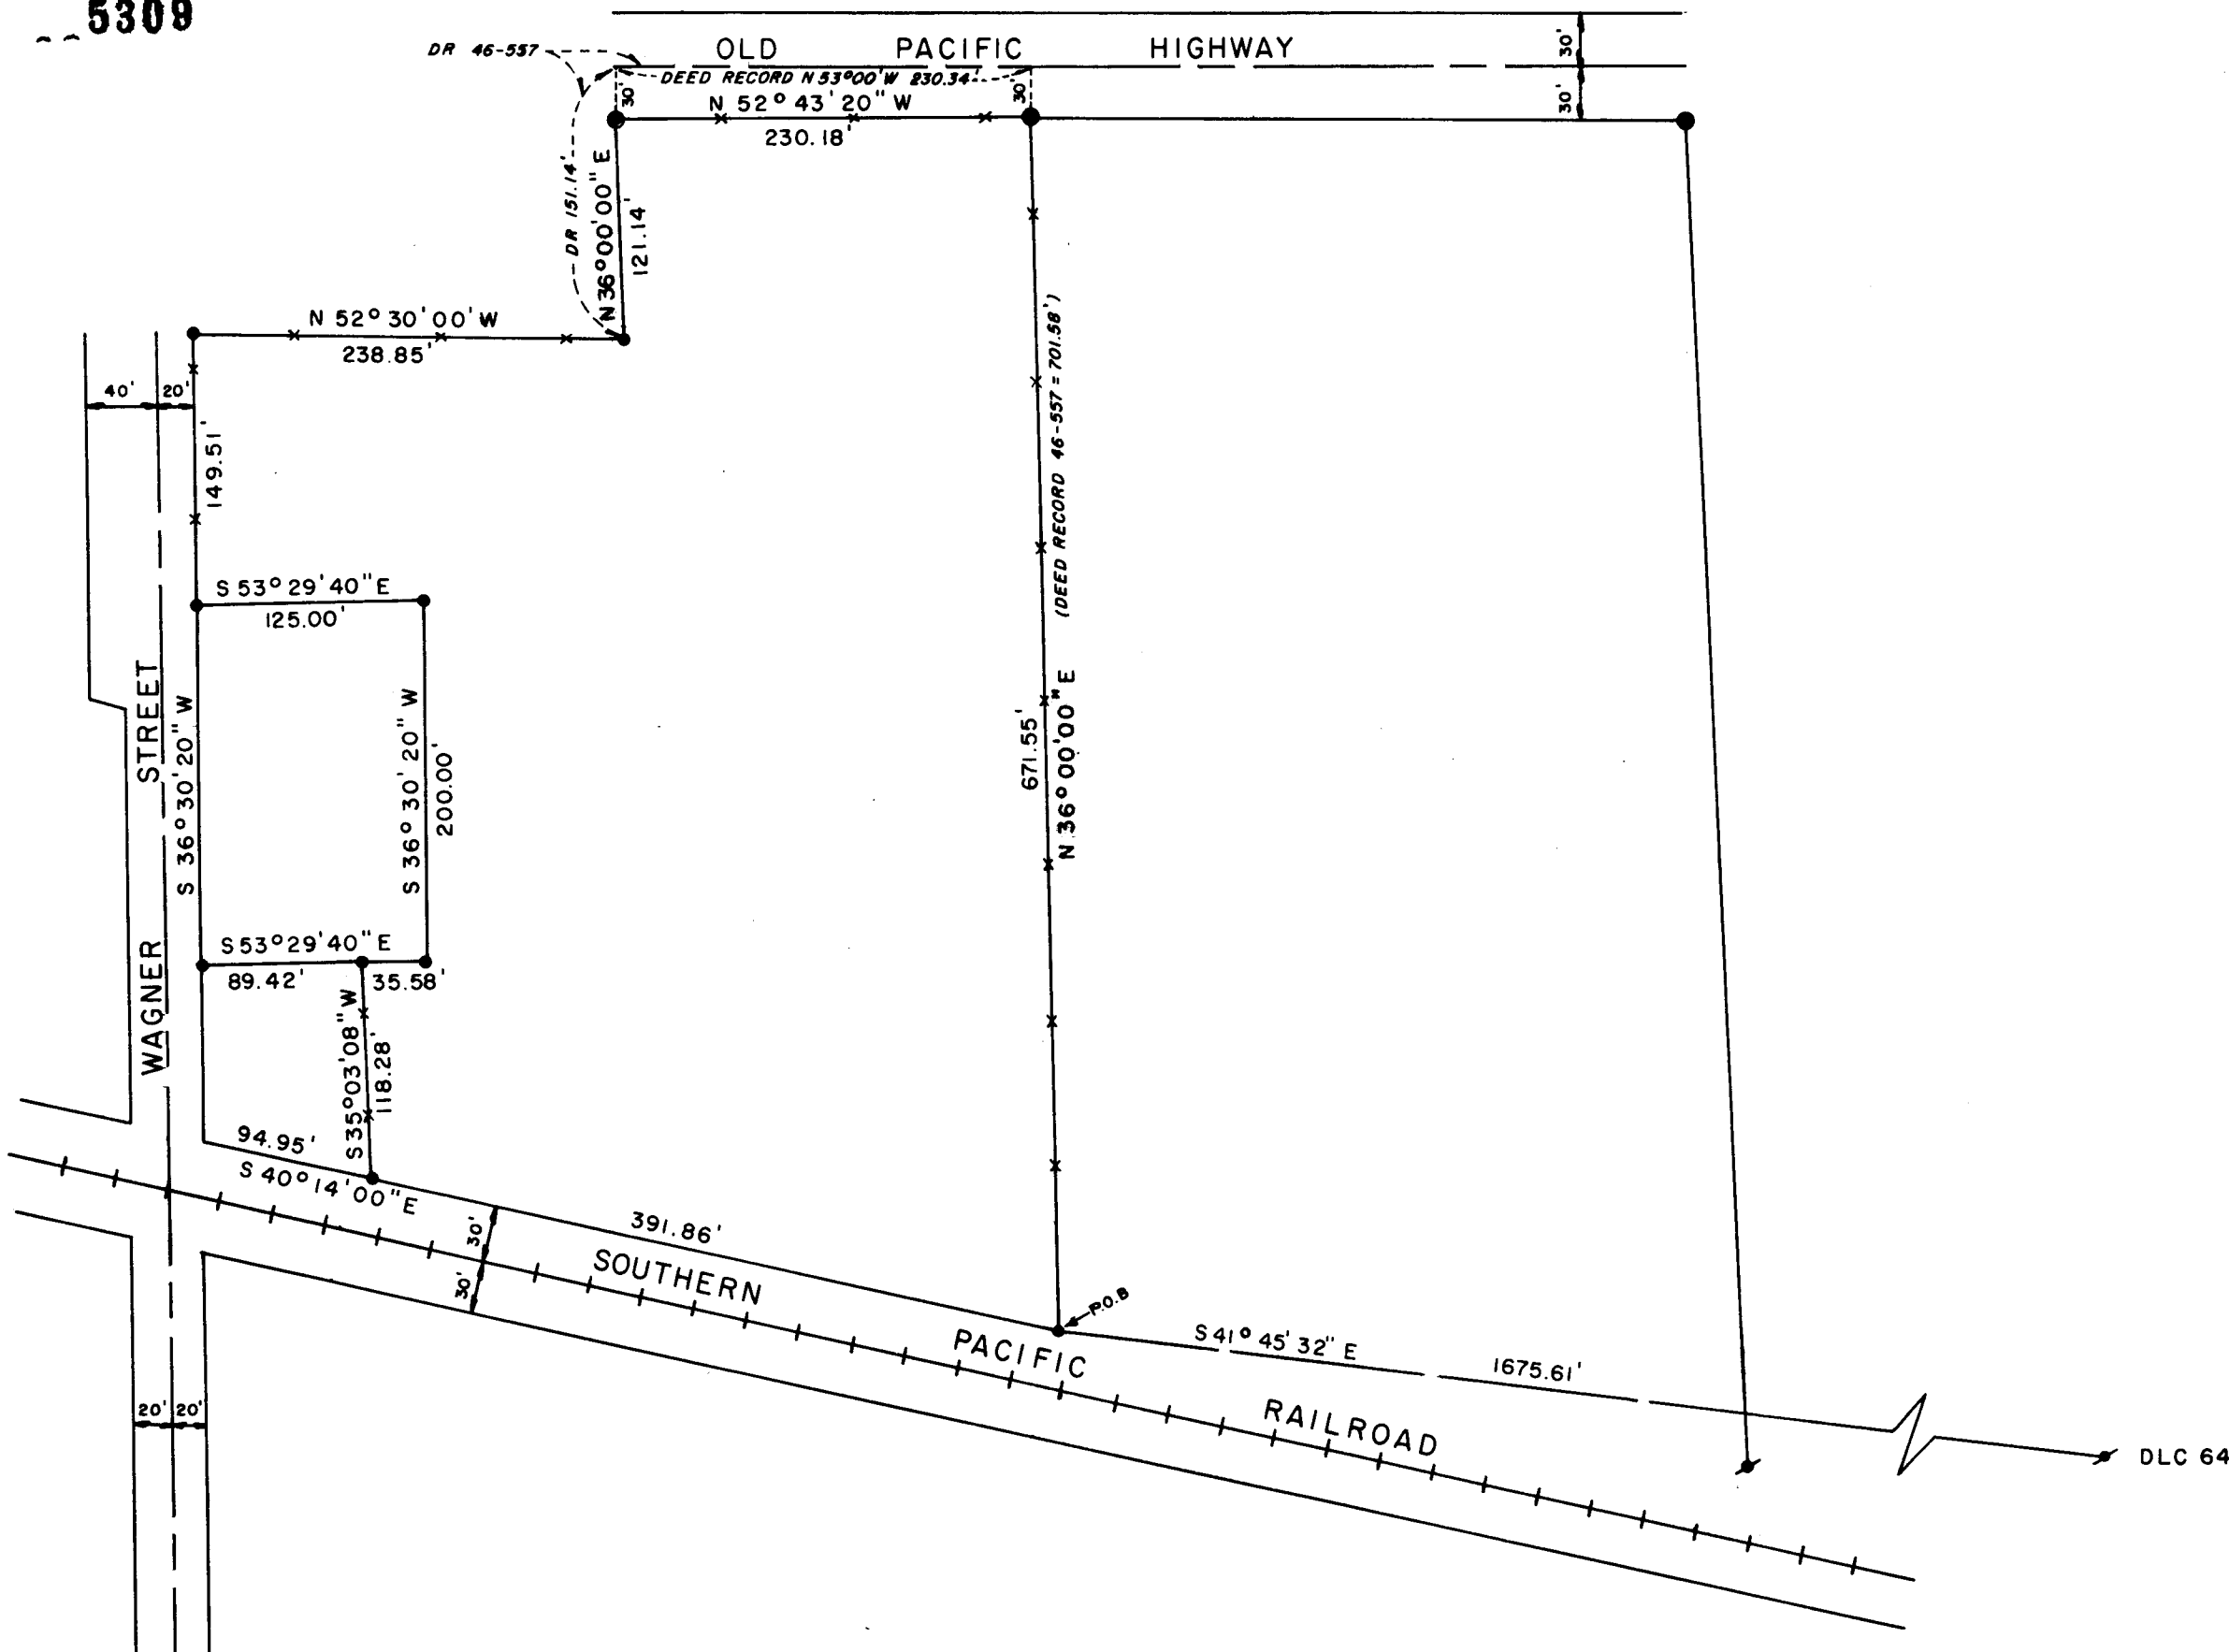 5309
DR 46-557
OLD PACIFIC HIGHWAY
30'
30'
DEED RECORD N 53°00' W 230.34'
30'
30'
N 52° 43' 20" W
230.18'
DR 151.14'
N 36° 00' 00" E
121.14'
N 52° 30' 00' W
238.85'
40'
20'
149.51'
(DEED RECORD 46-557 = 701.58')
S 53° 29' 40" E
125.00'
WAGNER STREET
S 36° 30' 20" W
S 36° 30' 20" W
200.00'
671.55'
N 36° 00' 00" E
S 53° 29' 40" E
89.42'
35.58'
S 35° 03' 08" W
118.28'
94.95'
S 40° 14' 00" E
30'
30'
391.86'
SOUTHERN PACIFIC RAILROAD
P.O.B
S 41° 45' 32" E
1675.61'
20'
20'
DLC 64